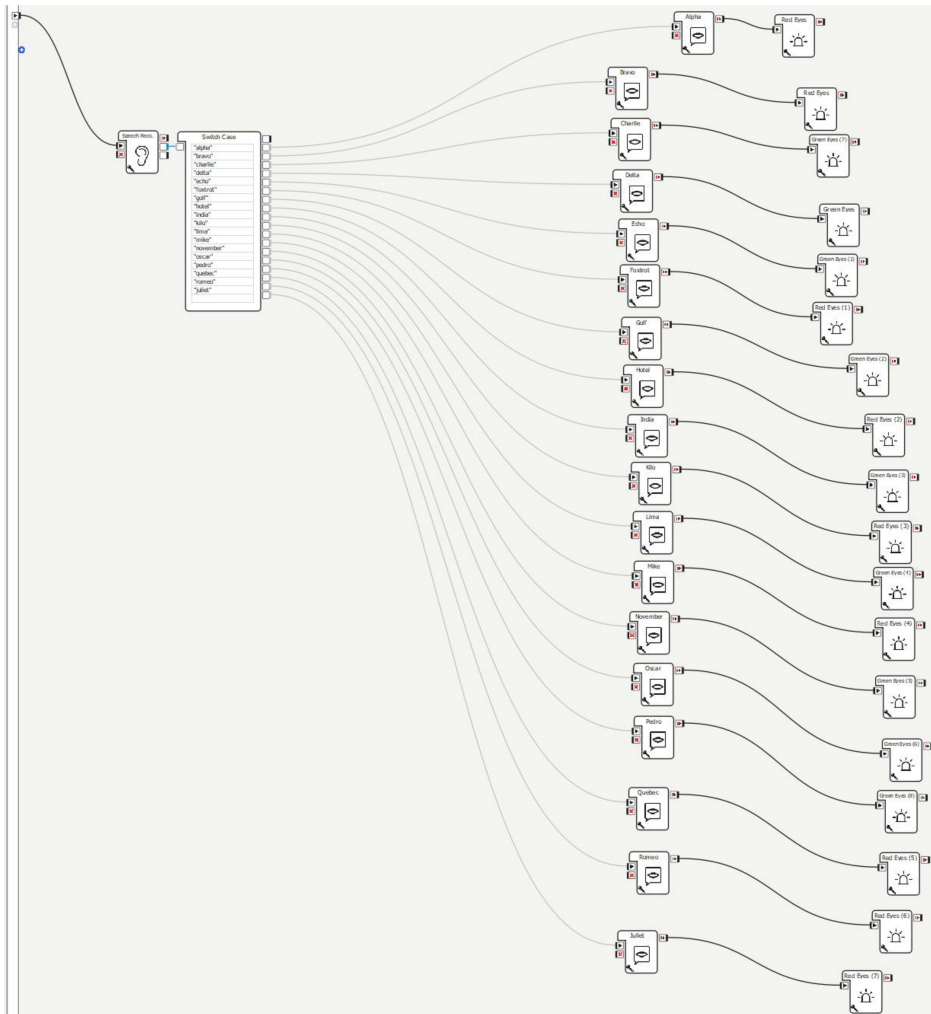 Speech Reco.
Switch Case
"alpha"
"bravo"
"charlie"
"delta"
"echo"
"foxtrot"
"golf"
"hotel"
"india"
"kilo"
"lima"
"mike"
"november"
"oscar"
"pedro"
"quebec"
"romeo"
"juliet"
Alpha
Red Eyes
Bravo
Red Eyes
Charlie
Green Eyes (7)
Delta
Green Eyes
Echo
Green Eyes (1)
Foxtrot
Red Eyes (1)
Golf
Green Eyes (2)
Hotel
Red Eyes (2)
India
Green Eyes (3)
Kilo
Red Eyes (3)
Lima
Green Eyes (4)
Mike
Red Eyes (4)
November
Green Eyes (5)
Oscar
Green Eyes (6)
Pedro
Green Eyes (8)
Quebec
Red Eyes (5)
Romeo
Red Eyes (6)
Juliet
Red Eyes (7)